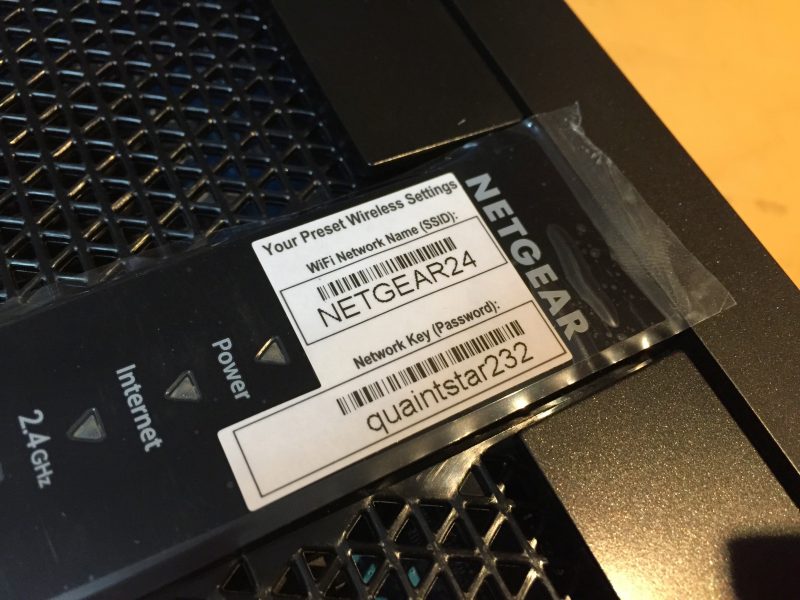 Your Preset Wireless Settings
WiFi Network Name (SSID):
NETGEAR24
Network Key (Password):
quaintstar232
NETGEAR
Power
Internet
2.4GHz